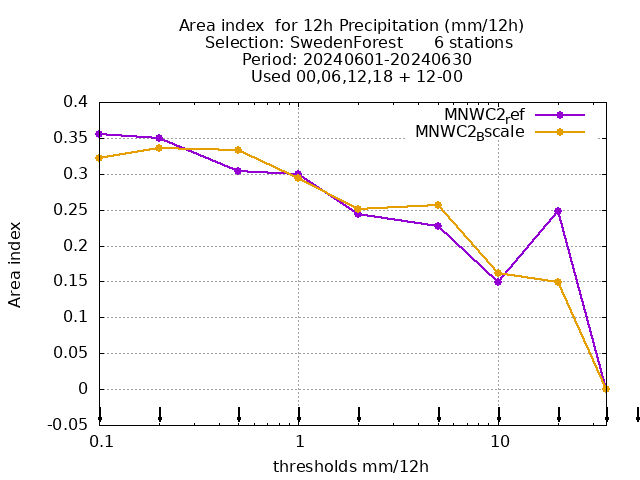 Area index  for 12h Precipitation (mm/12h)
Selection: SwedenForest      6 stations
Period: 20240601-20240630
Used 00,06,12,18 + 12-00
MNWC2ref
MNWC2Bscale
0.4
0.35
0.3
0.25
0.2
0.15
0.1
0.05
0
-0.05
Area index
0.1
1
10
thresholds mm/12h